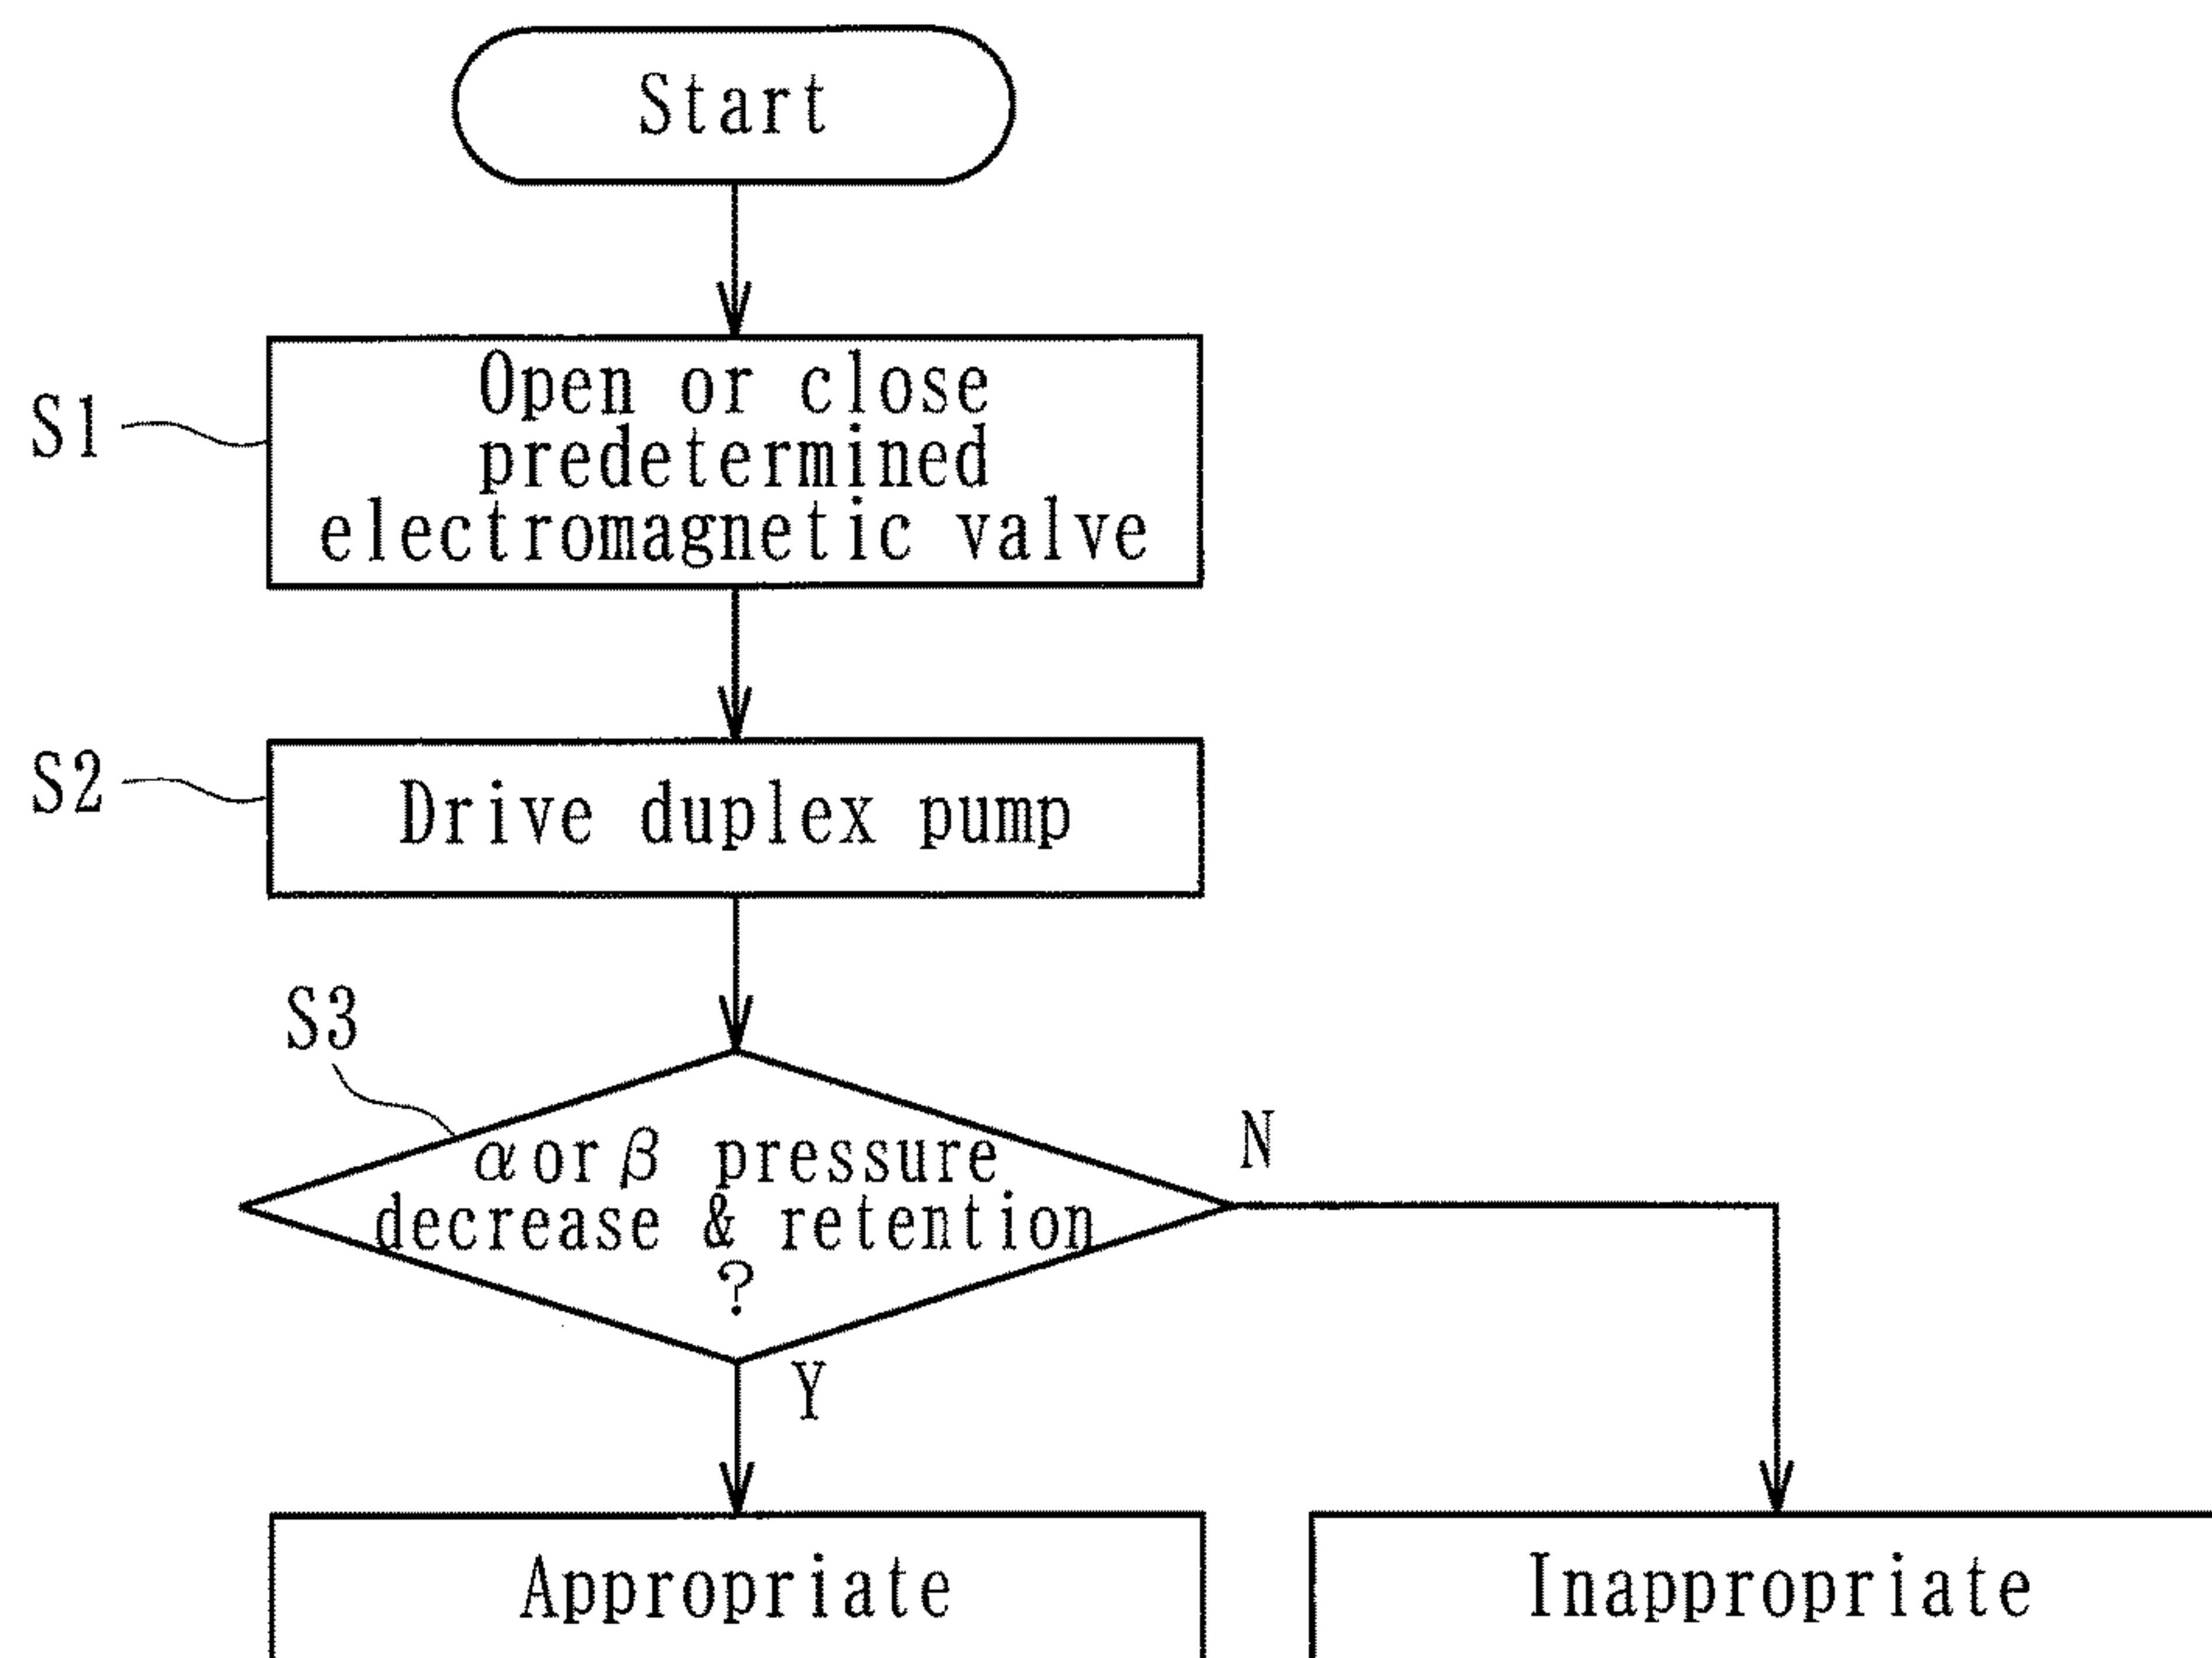 Start
S1
Open or close
predetermined
electromagnetic valve
S2
Drive duplex pump
S3
α or β pressure
decrease & retention
?
N
Y
Appropriate
Inappropriate